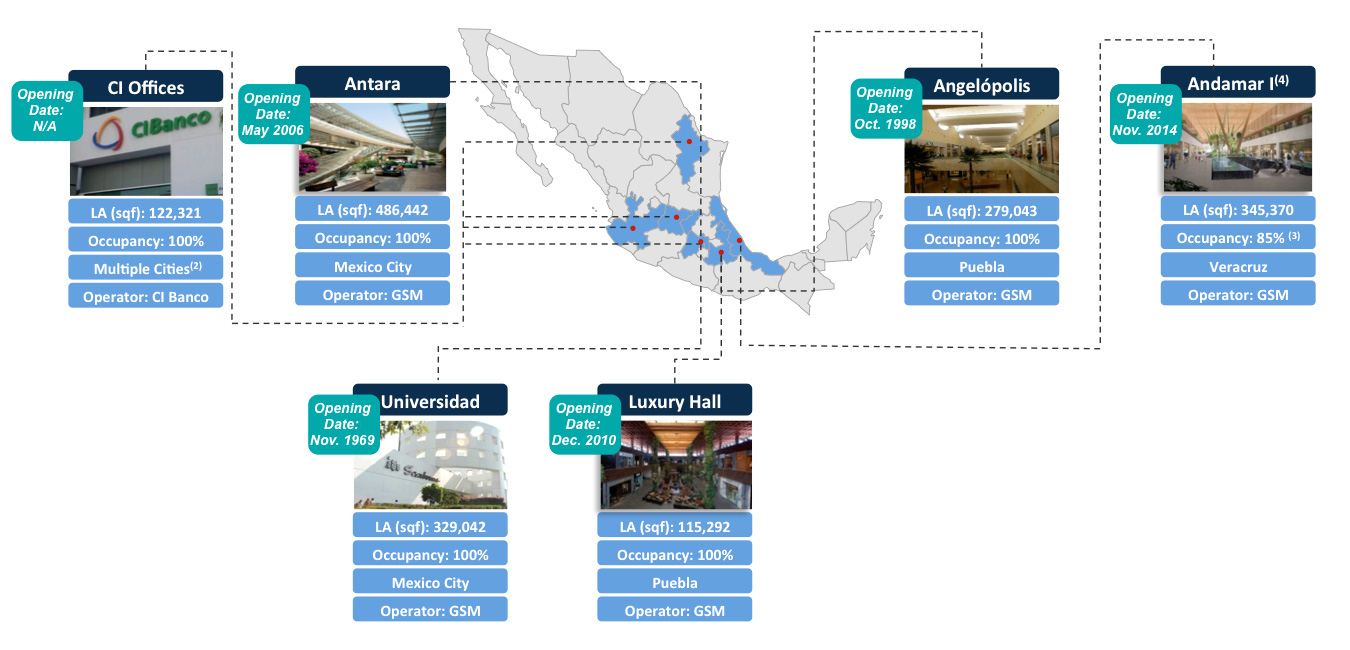 CI Offices
Opening
Date:
N/A
CIBanco
LA (sqf): 122,321
Occupancy: 100%
Multiple Cities(2)
Operator: CI Banco
Antara
Opening
Date:
May 2006
LA (sqf): 486,442
Occupancy: 100%
Mexico City
Operator: GSM
Angelópolis
Opening
Date:
Oct. 1998
LA (sqf): 279,043
Occupancy: 100%
Puebla
Operator: GSM
Andamar I(4)
Opening
Date:
Nov. 2014
LA (sqf): 345,370
Occupancy: 85% (3)
Veracruz
Operator: GSM
Universidad
Opening
Date:
Nov. 1969
LA (sqf): 329,042
Occupancy: 100%
Mexico City
Operator: GSM
Luxury Hall
Opening
Date:
Dec. 2010
LA (sqf): 115,292
Occupancy: 100%
Puebla
Operator: GSM